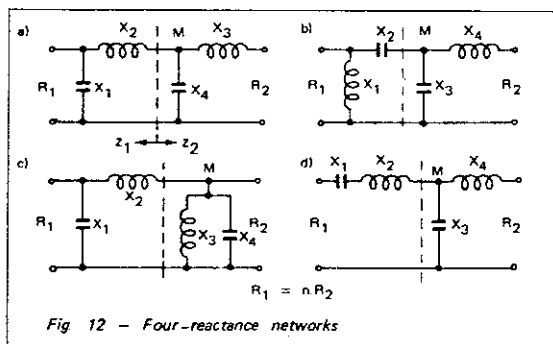 a)
X2
M
X3
R1
X1
X4
R2
Z1
Z2
b)
X2
M
X4
R1
X1
X3
R2
c)
M
X2
R1
X1
X3
X4
R2
d)
X1
X2
M
X4
R1
X3
R2
R1 = n.R2
Fig 12 – Four-reactance networks